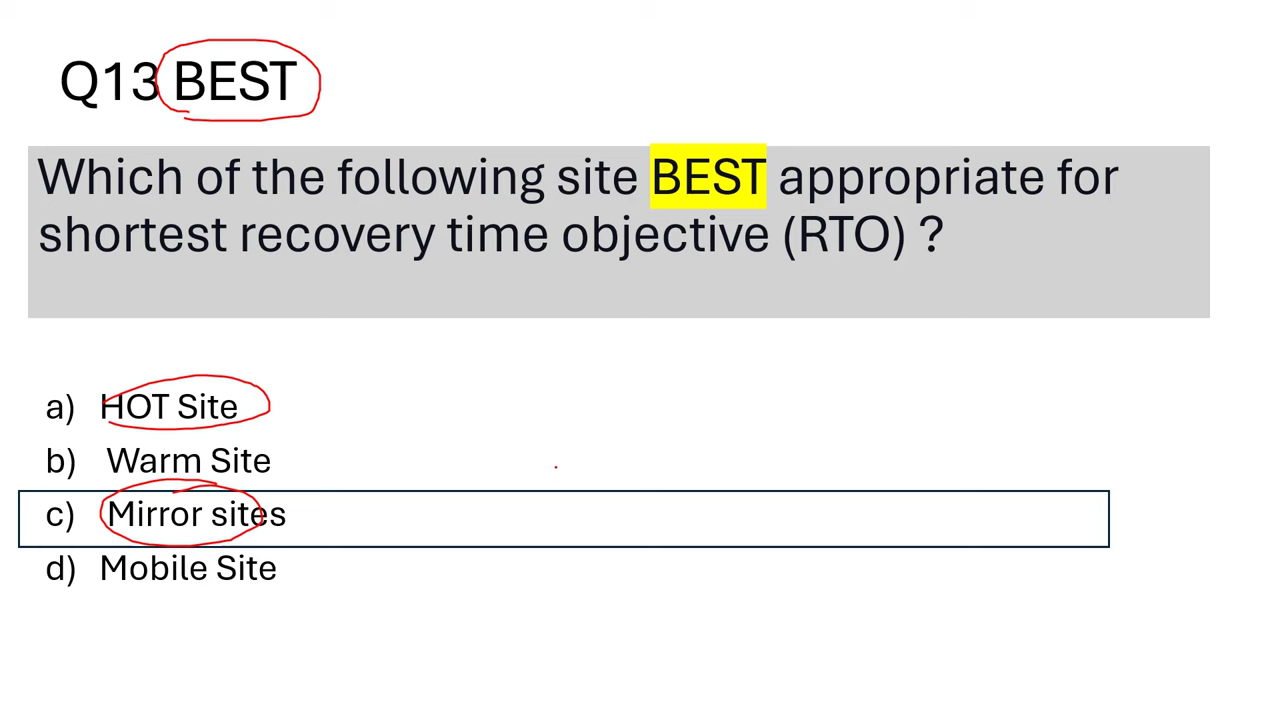 Q13 BEST
Which of the following site BEST appropriate for
shortest recovery time objective (RTO) ?
a) HOT Site
b) Warm Site
c) Mirror sites
d) Mobile Site